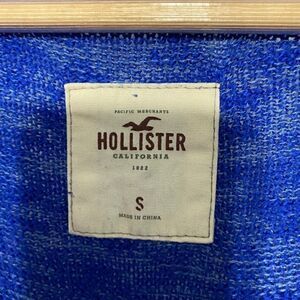 PACIFIC MERCHANTS
HOLLISTER
CALIFORNIA
1922
S
MADE IN CHINA